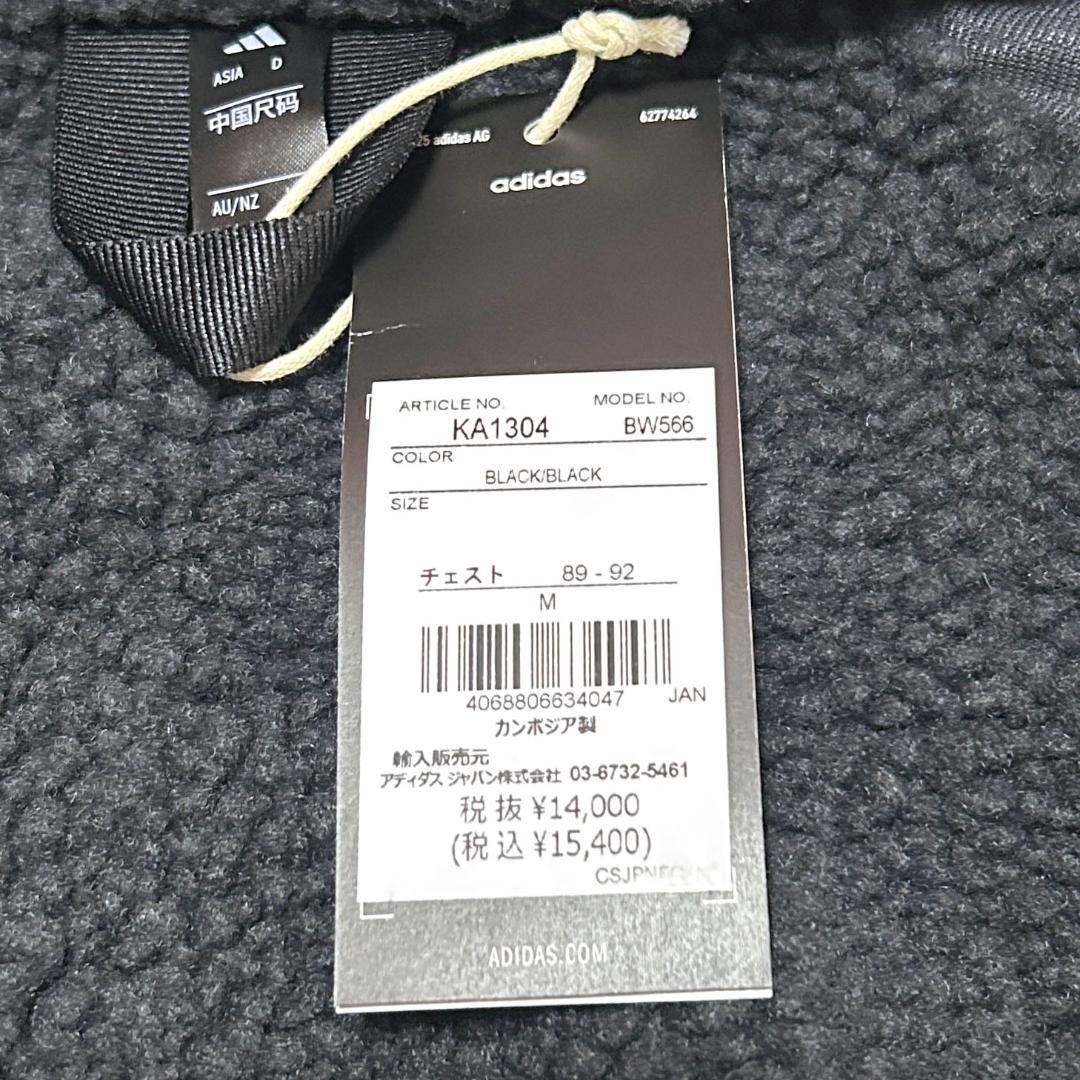 ASIA D
中国尺码
AU/NZ
25 adidas AG
62774264
adidas
ARTICLE NO. MODEL NO.
KA1304 BW566
COLOR
BLACK/BLACK
SIZE
チェスト 89 - 92
M
4068806634047 JAN
カンボジア製
輸入販売元
アディダス ジャパン株式会社 03-6732-5461
税抜 ¥14,000
(税込 ¥15,400)
ADIDAS.COM